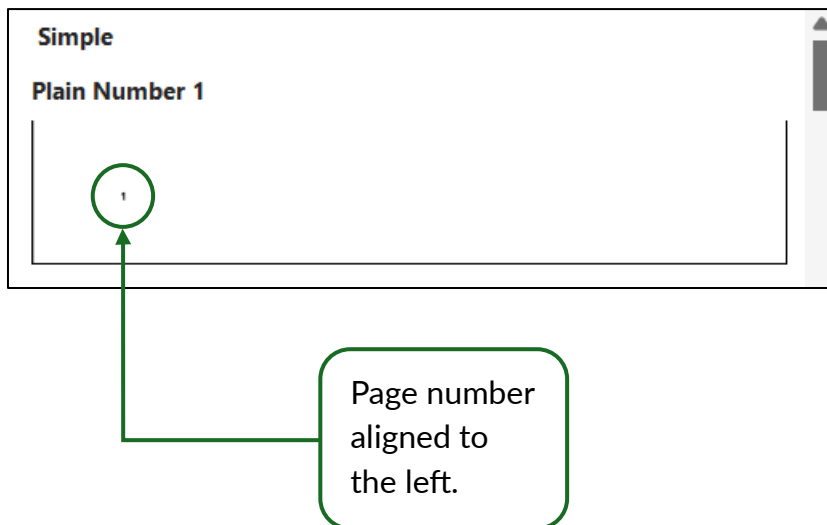 Simple
Plain Number 1
1
Page number
aligned to
the left.